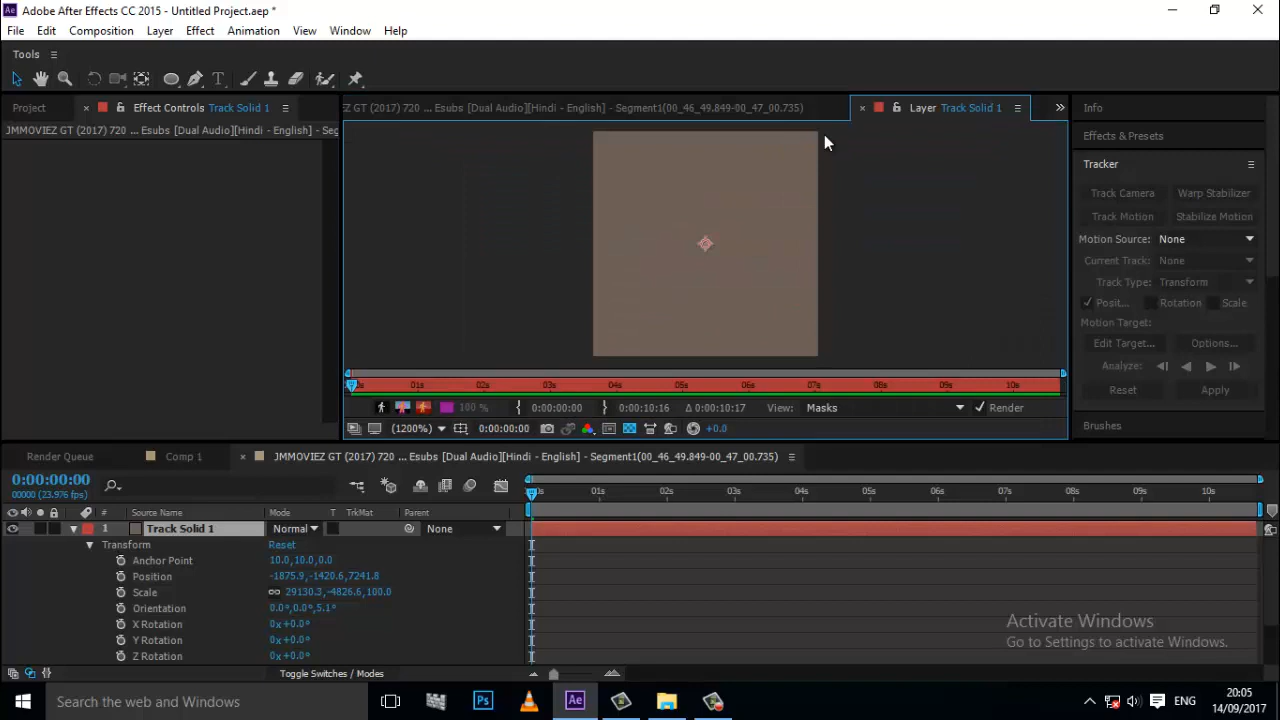 Adobe After Effects CC 2015 - Untitled Project.aep *
File Edit Composition Layer Effect Animation View Window Help
Tools
Project Effect Controls Track Solid 1
EZ GT (2017) 720 ... Esubs [Dual Audio][Hindi - English] - Segment1(00_46_49.849-00_47_00.735)
Layer Track Solid 1
Info
JMMOVIEZ GT (2017) 720 ... Esubs [Dual Audio][Hindi - English] - Seg
Effects & Presets
Tracker
Track Camera Warp Stabilizer
Track Motion Stabilize Motion
Motion Source: None
Current Track: None
Track Type: Transform
Posit... Rotation Scale
Motion Target:
Edit Target... Options...
Analyze:
Reset Apply
Brushes
01s 02s 03s 04s 05s 06s 07s 08s 09s 10s
100 % 0:00:00:00 0:00:10:16 Δ 0:00:10:17 View: Masks Render
(1200%) 0:00:00:00 +0.0
Render Queue Comp 1 JMMOVIEZ GT (2017) 720 ... Esubs [Dual Audio][Hindi - English] - Segment1(00_46_49.849-00_47_00.735)
0:00:00:00
00000 (23.976 fps)
01s 02s 03s 04s 05s 06s 07s 08s 09s 10s
# Source Name Mode T TrkMat Parent
1 Track Solid 1 Normal None
Transform Reset
Anchor Point 10.0,10.0,0.0
Position -1875.9,-1420.6,7241.8
Scale 29130.3,-4826.6,100.0
Orientation 0.0°,0.0°,5.1°
X Rotation 0x+0.0°
Y Rotation 0x+0.0°
Z Rotation 0x+0.0°
Toggle Switches / Modes
Activate Windows
Go to Settings to activate Windows.
Search the web and Windows
Ps
Ae
ENG
20:05
14/09/2017